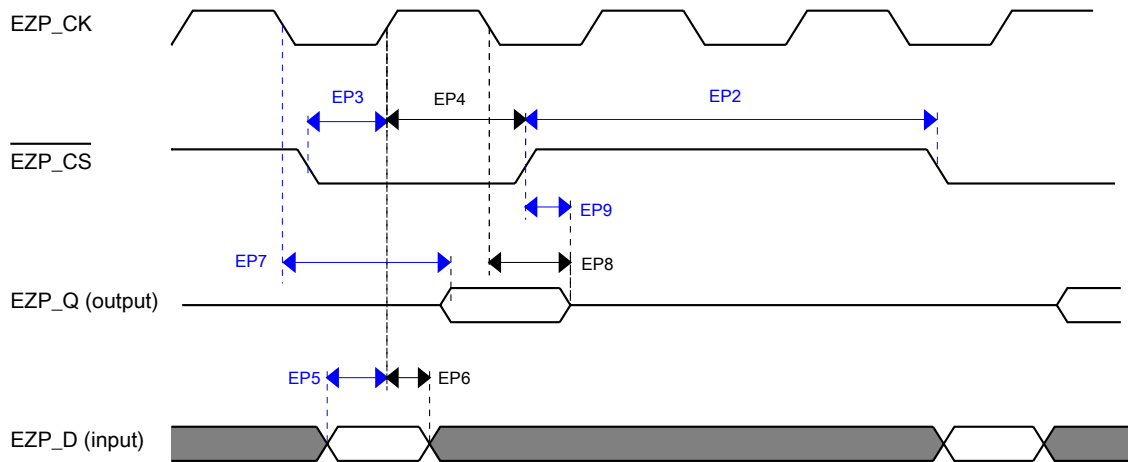 EZP_CK
EP3
EP4
EP2
EZP_CS
EP9
EP7
EP8
EZP_Q (output)
EP5
EP6
EZP_D (input)